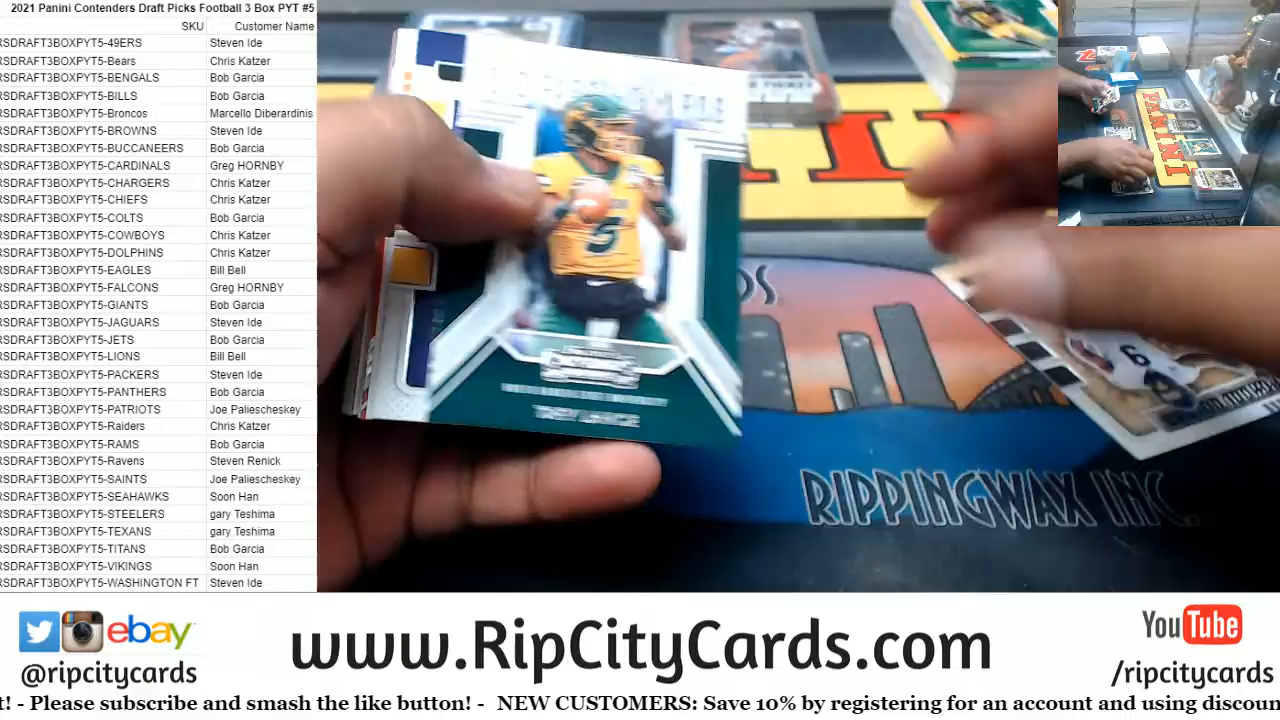 2021 Panini Contenders Draft Picks Football 3 Box PYT #5
SKU Customer Name
RSDRAFT3BOXPYT5-49ERS Steven Ide
RSDRAFT3BOXPYT5-Bears Chris Katzer
RSDRAFT3BOXPYT5-BENGALS Bob Garcia
RSDRAFT3BOXPYT5-BILLS Bob Garcia
RSDRAFT3BOXPYT5-Broncos Marcello Diberardinis
RSDRAFT3BOXPYT5-BROWNS Steven Ide
RSDRAFT3BOXPYT5-BUCCANEERS Bob Garcia
RSDRAFT3BOXPYT5-CARDINALS Greg HORNBY
RSDRAFT3BOXPYT5-CHARGERS Chris Katzer
RSDRAFT3BOXPYT5-CHIEFS Chris Katzer
RSDRAFT3BOXPYT5-COLTS Bob Garcia
RSDRAFT3BOXPYT5-COWBOYS Chris Katzer
RSDRAFT3BOXPYT5-DOLPHINS Chris Katzer
RSDRAFT3BOXPYT5-EAGLES Bill Bell
RSDRAFT3BOXPYT5-FALCONS Greg HORNBY
RSDRAFT3BOXPYT5-GIANTS Bob Garcia
RSDRAFT3BOXPYT5-JAGUARS Steven Ide
RSDRAFT3BOXPYT5-JETS Bob Garcia
RSDRAFT3BOXPYT5-LIONS Bill Bell
RSDRAFT3BOXPYT5-PACKERS Steven Ide
RSDRAFT3BOXPYT5-PANTHERS Bob Garcia
RSDRAFT3BOXPYT5-PATRIOTS Joe Paliescheskey
RSDRAFT3BOXPYT5-Raiders Chris Katzer
RSDRAFT3BOXPYT5-RAMS Bob Garcia
RSDRAFT3BOXPYT5-Ravens Steven Renick
RSDRAFT3BOXPYT5-SAINTS Joe Paliescheskey
RSDRAFT3BOXPYT5-SEAHAWKS Soon Han
RSDRAFT3BOXPYT5-STEELERS gary Teshima
RSDRAFT3BOXPYT5-TEXANS gary Teshima
RSDRAFT3BOXPYT5-TITANS Bob Garcia
RSDRAFT3BOXPYT5-VIKINGS Soon Han
RSDRAFT3BOXPYT5-WASHINGTON FT Steven Ide
5
TREY LANCE
9
PANINI
RIPPINGWAX INC.
ebay
@ripcitycards
www.RipCityCards.com
YouTube
/ripcitycards
t! - Please subscribe and smash the like button! - NEW CUSTOMERS: Save 10% by registering for an account and using discoun